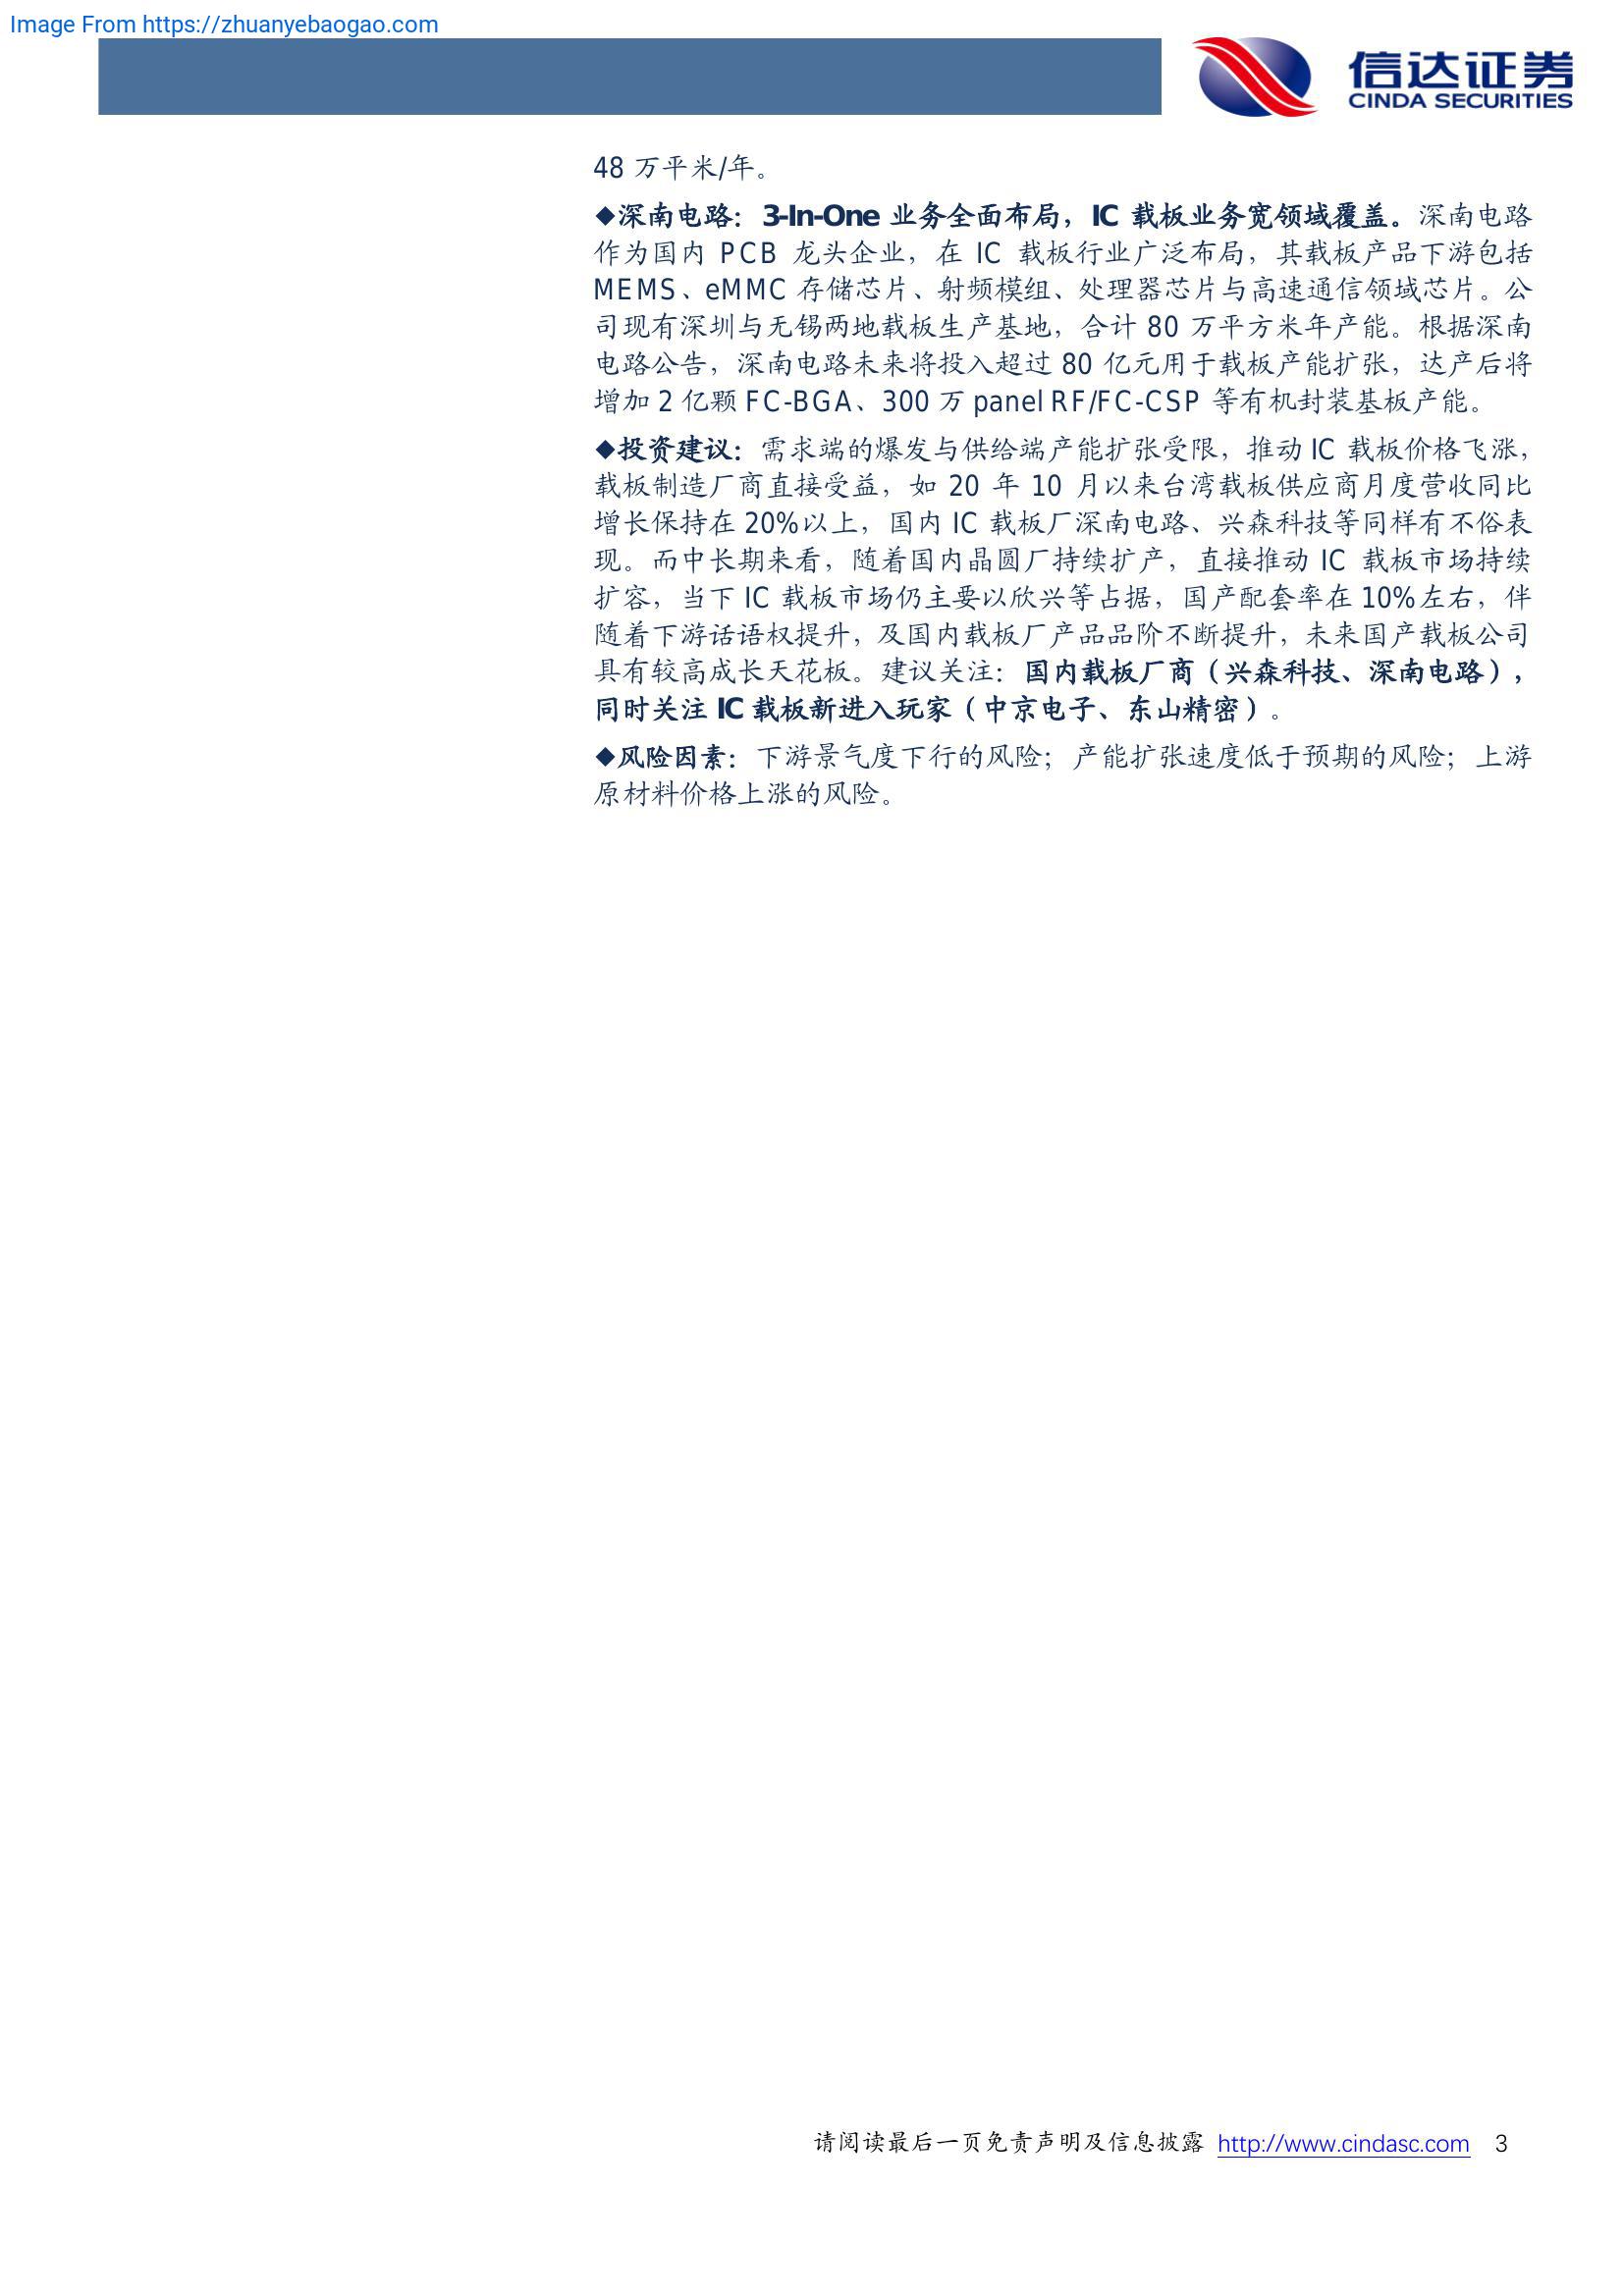 Image From https://zhuanyebaogao.com
信达证券
CINDA SECURITIES
48 万平米/年。
◆深南电路：3-In-One 业务全面布局，IC 载板业务宽领域覆盖。深南电路
作为国内 PCB 龙头企业，在 IC 载板行业广泛布局，其载板产品下游包括
MEMS、eMMC 存储芯片、射频模组、处理器芯片与高速通信领域芯片。公
司现有深圳与无锡两地载板生产基地，合计 80 万平方米年产能。根据深南
电路公告，深南电路未来将投入超过 80 亿元用于载板产能扩张，达产后将
增加 2 亿颗 FC-BGA、300 万 panel RF/FC-CSP 等有机封装基板产能。
◆投资建议：需求端的爆发与供给端产能扩张受限，推动 IC 载板价格飞涨，
载板制造厂商直接受益，如 20 年 10 月以来台湾载板供应商月度营收同比
增长保持在 20%以上，国内 IC 载板厂深南电路、兴森科技等同样有不俗表
现。而中长期来看，随着国内晶圆厂持续扩产，直接推动 IC 载板市场持续
扩容，当下 IC 载板市场仍主要以欣兴等占据，国产配套率在 10%左右，伴
随着下游话语权提升，及国内载板厂产品品阶不断提升，未来国产载板公司
具有较高成长天花板。建议关注：国内载板厂商（兴森科技、深南电路），
同时关注 IC 载板新进入玩家（中京电子、东山精密）。
◆风险因素：下游景气度下行的风险；产能扩张速度低于预期的风险；上游
原材料价格上涨的风险。
请阅读最后一页免责声明及信息披露 http://www.cindasc.com 3